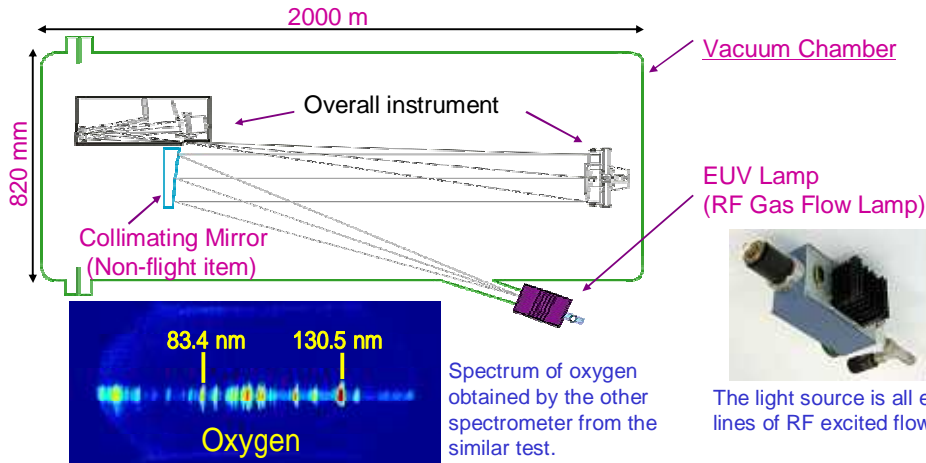 2000 m
820 mm
Vacuum Chamber
Overall instrument
EUV Lamp
(RF Gas Flow Lamp)
Collimating Mirror
(Non-flight item)
83.4 nm
130.5 nm
Oxygen
Spectrum of oxygen
obtained by the other
spectrometer from the
similar test.
The light source is all e
lines of RF excited flow